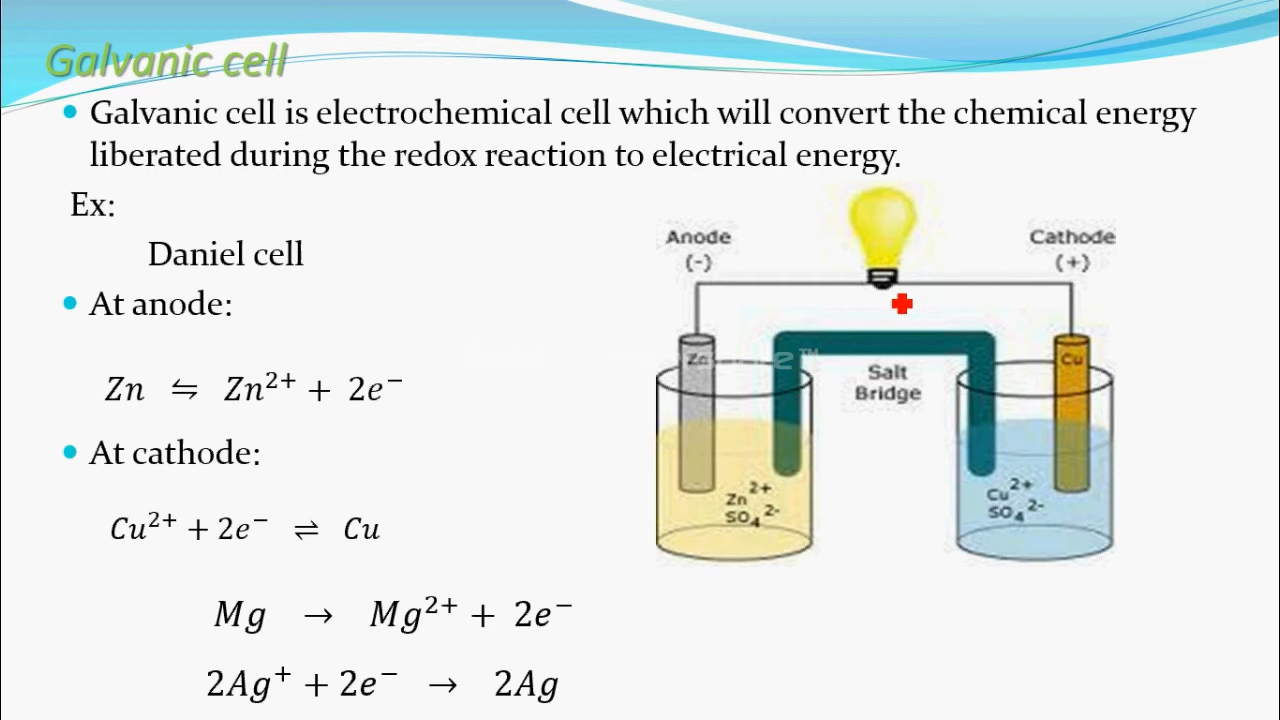 Galvanic cell
Galvanic cell is electrochemical cell which will convert the chemical energy
liberated during the redox reaction to electrical energy.
Ex:
Daniel cell
At anode:
Zn ⇋ Zn²⁺ + 2e⁻
At cathode:
Cu²⁺ + 2e⁻ ⇌ Cu
Mg → Mg²⁺ + 2e⁻
2Ag⁺ + 2e⁻ → 2Ag
Anode
(-)
Cathode
(+)
Zn
Cu
Salt
Bridge
Zn²⁺
SO₄²⁻
Cu²⁺
SO₄²⁻